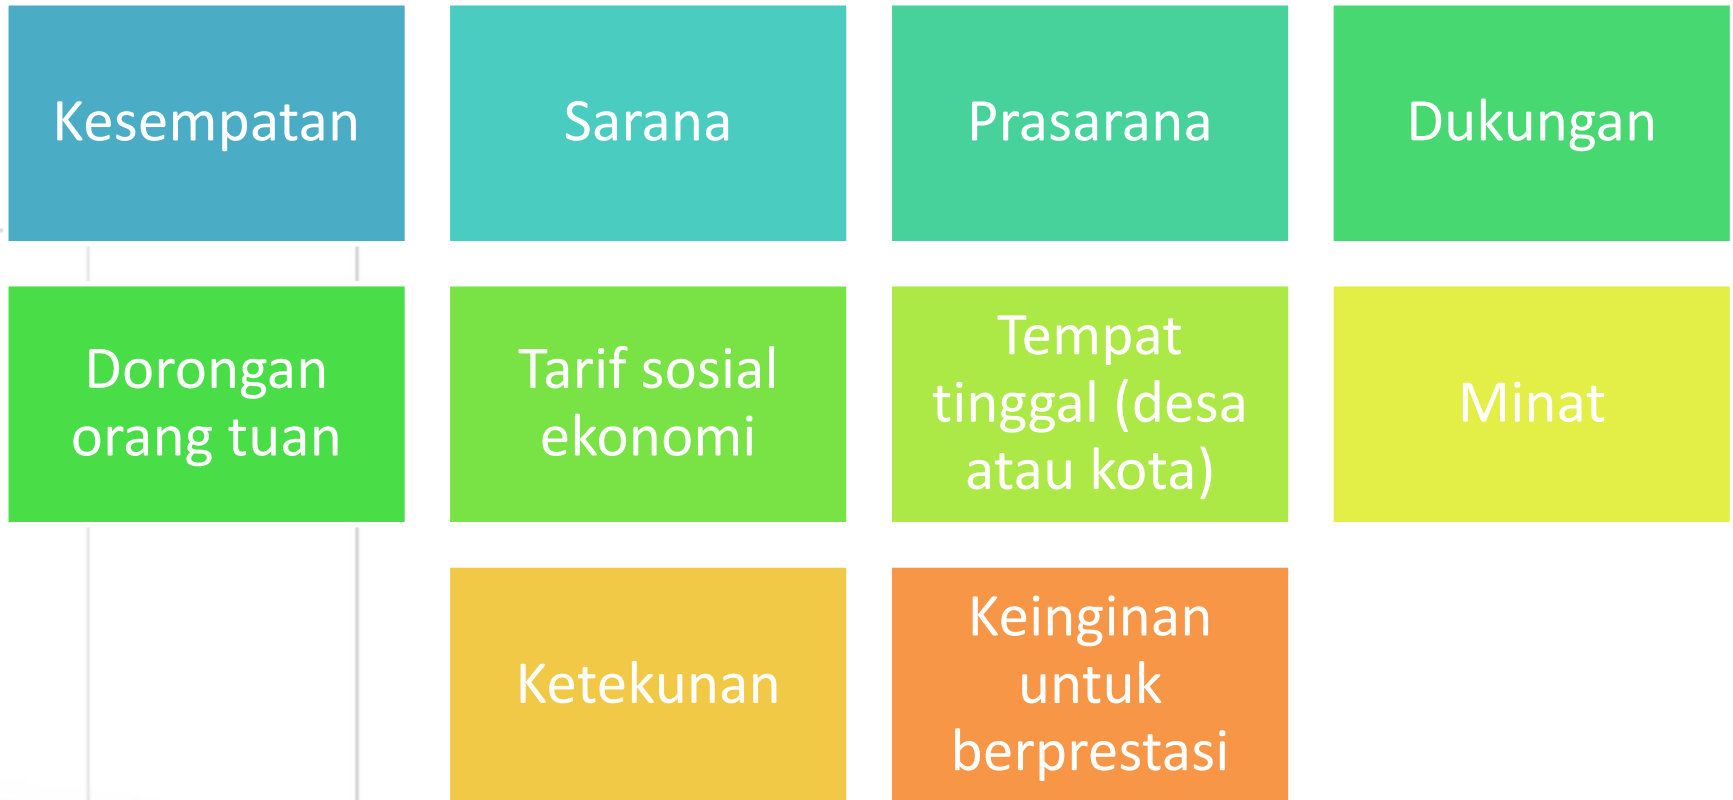 Kesempatan
Sarana
Prasarana
Dukungan
Dorongan
orang tuan
Tarif sosial
ekonomi
Tempat
tinggal (desa
atau kota)
Minat
Ketekunan
Keinginan
untuk
berprestasi